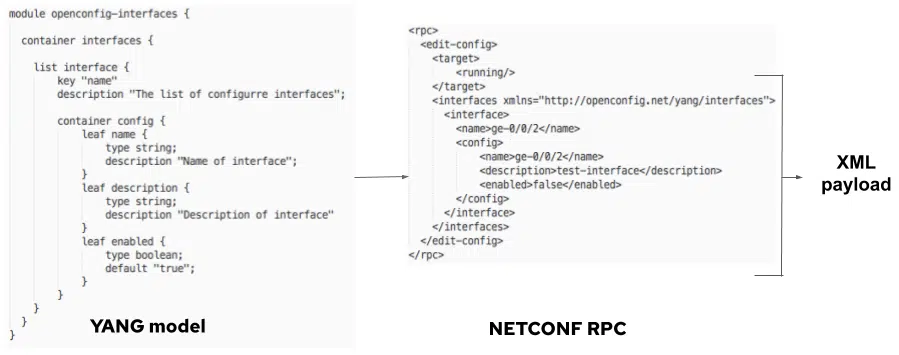 module openconfig-interfaces {
container interfaces {
list interface {
key "name"
description "The list of configurre interfaces";
container config {
leaf name {
type string;
description "Name of interface";
}
leaf description {
type string;
description "Description of interface"
}
leaf enabled {
type boolean;
default "true";
}
}
}
}
}
YANG model
<rpc>
<edit-config>
<target>
<running/>
</target>
<interfaces xmlns="http://openconfig.net/yang/interfaces">
<interface>
<name>ge-0/0/2</name>
<config>
<name>ge-0/0/2</name>
<description>test-interface</description>
<enabled>false</enabled>
</config>
</interface>
</interfaces>
</edit-config>
</rpc>
NETCONF RPC
XML
payload